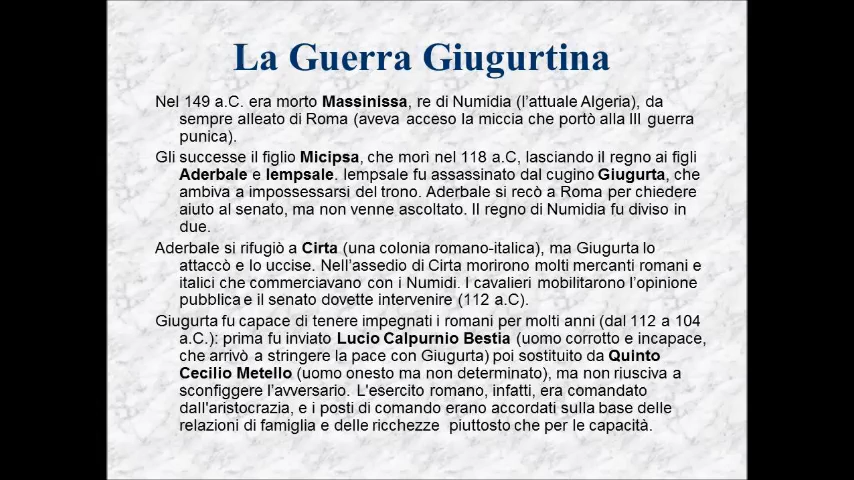 La Guerra Giugurtina
Nel 149 a.C. era morto Massinissa, re di Numidia (l'attuale Algeria), da
sempre alleato di Roma (aveva acceso la miccia che portò alla III guerra
punica).
Gli successe il figlio Micipsa, che morì nel 118 a.C, lasciando il regno ai figli
Aderbale e Iempsale. Iempsale fu assassinato dal cugino Giugurta, che
ambiva a impossessarsi del trono. Aderbale si recò a Roma per chiedere
aiuto al senato, ma non venne ascoltato. Il regno di Numidia fu diviso in
due.
Aderbale si rifugiò a Cirta (una colonia romano-italica), ma Giugurta lo
attaccò e lo uccise. Nell'assedio di Cirta morirono molti mercanti romani e
italici che commerciavano con i Numidi. I cavalieri mobilitarono l'opinione
pubblica e il senato dovette intervenire (112 a.C).
Giugurta fu capace di tenere impegnati i romani per molti anni (dal 112 a 104
a.C.): prima fu inviato Lucio Calpurnio Bestia (uomo corrotto e incapace,
che arrivò a stringere la pace con Giugurta) poi sostituito da Quinto
Cecilio Metello (uomo onesto ma non determinato), ma non riusciva a
sconfiggere l'avversario. L'esercito romano, infatti, era comandato
dall'aristocrazia, e i posti di comando erano accordati sulla base delle
relazioni di famiglia e delle ricchezze piuttosto che per le capacità.